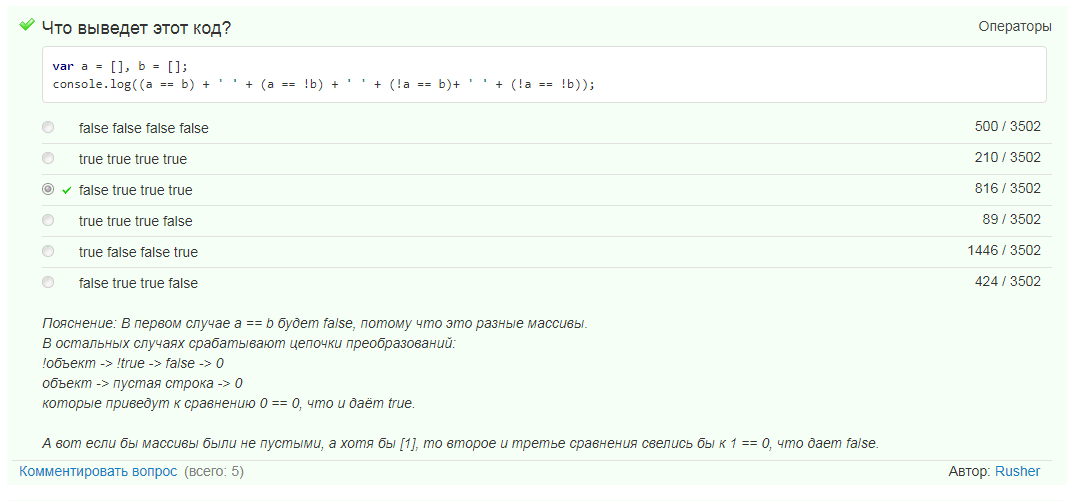 Что выведет этот код?
Операторы
var a = [], b = [];
console.log((a == b) + ' ' + (a == !b) + ' ' + (!a == b)+ ' ' + (!a == !b));
false false false false 500 / 3502
true true true true 210 / 3502
false true true true 816 / 3502
true true true false 89 / 3502
true false false true 1446 / 3502
false true true false 424 / 3502
Пояснение: В первом случае a == b будет false, потому что это разные массивы.
В остальных случаях срабатывают цепочки преобразований:
!объект -> !true -> false -> 0
объект -> пустая строка -> 0
которые приведут к сравнению 0 == 0, что и даёт true.
А вот если бы массивы были не пустыми, а хотя бы [1], то второе и третье сравнения свелись бы к 1 == 0, что дает false.
Комментировать вопрос (всего: 5)
Автор: Rusher